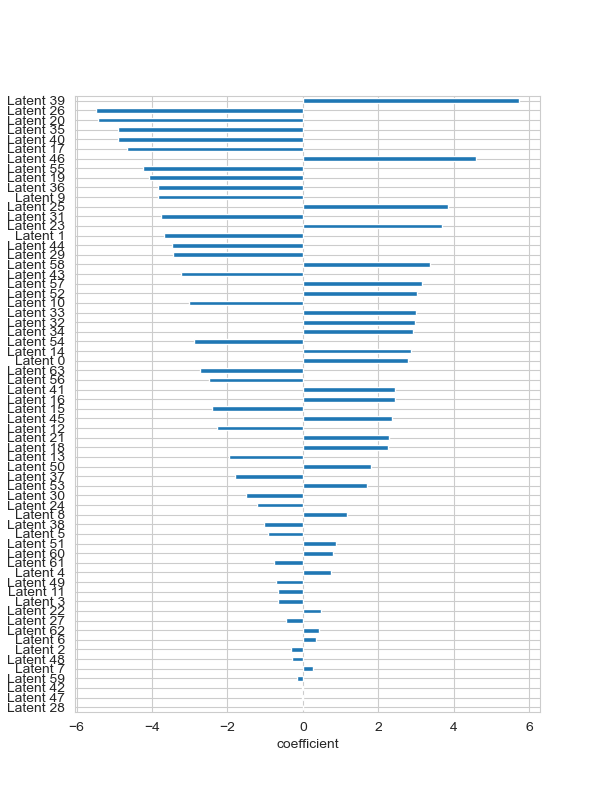 Latent 39
Latent 26
Latent 20
Latent 35
Latent 40
Latent 17
Latent 46
Latent 55
Latent 19
Latent 36
Latent 9
Latent 25
Latent 31
Latent 23
Latent 1
Latent 44
Latent 29
Latent 58
Latent 43
Latent 57
Latent 52
Latent 10
Latent 33
Latent 32
Latent 34
Latent 54
Latent 14
Latent 0
Latent 63
Latent 56
Latent 41
Latent 16
Latent 15
Latent 45
Latent 12
Latent 21
Latent 18
Latent 13
Latent 50
Latent 37
Latent 53
Latent 30
Latent 24
Latent 8
Latent 38
Latent 5
Latent 51
Latent 60
Latent 61
Latent 4
Latent 49
Latent 11
Latent 3
Latent 22
Latent 27
Latent 62
Latent 6
Latent 2
Latent 48
Latent 7
Latent 59
Latent 42
Latent 47
Latent 28
−6 −4 −2 0 2 4 6
coefficient